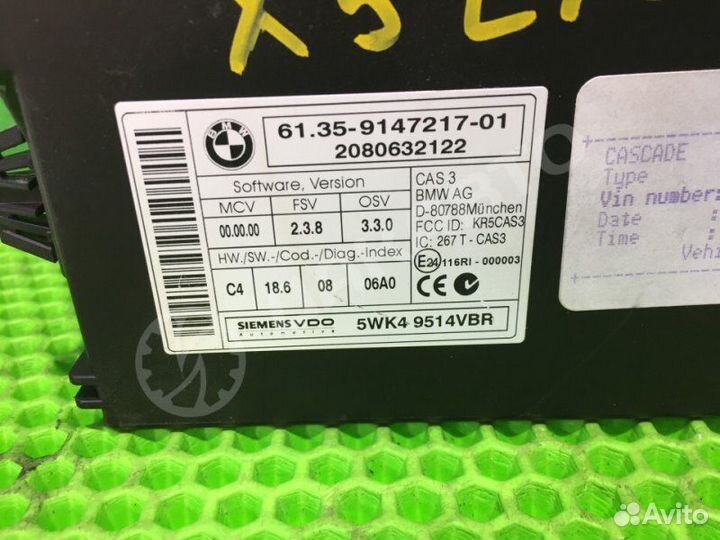 X5
BMW
61.35-9147217-01
2080632122
Software, Version
MCV FSV OSV
00.00.00 2.3.8 3.3.0
HW./SW.-/Cod.-/Diag.-Index
C4 18.6 08 06A0
CAS 3
BMW AG
D-80788München
FCC ID: KR5CAS3
IC: 267 T - CAS3
E24 116RI - 000003
CE
SIEMENS VDO
Automotive
5WK4 9514VBR
CASCADE
Type
Vin number:
Date :
Time :
Vehi
Avito